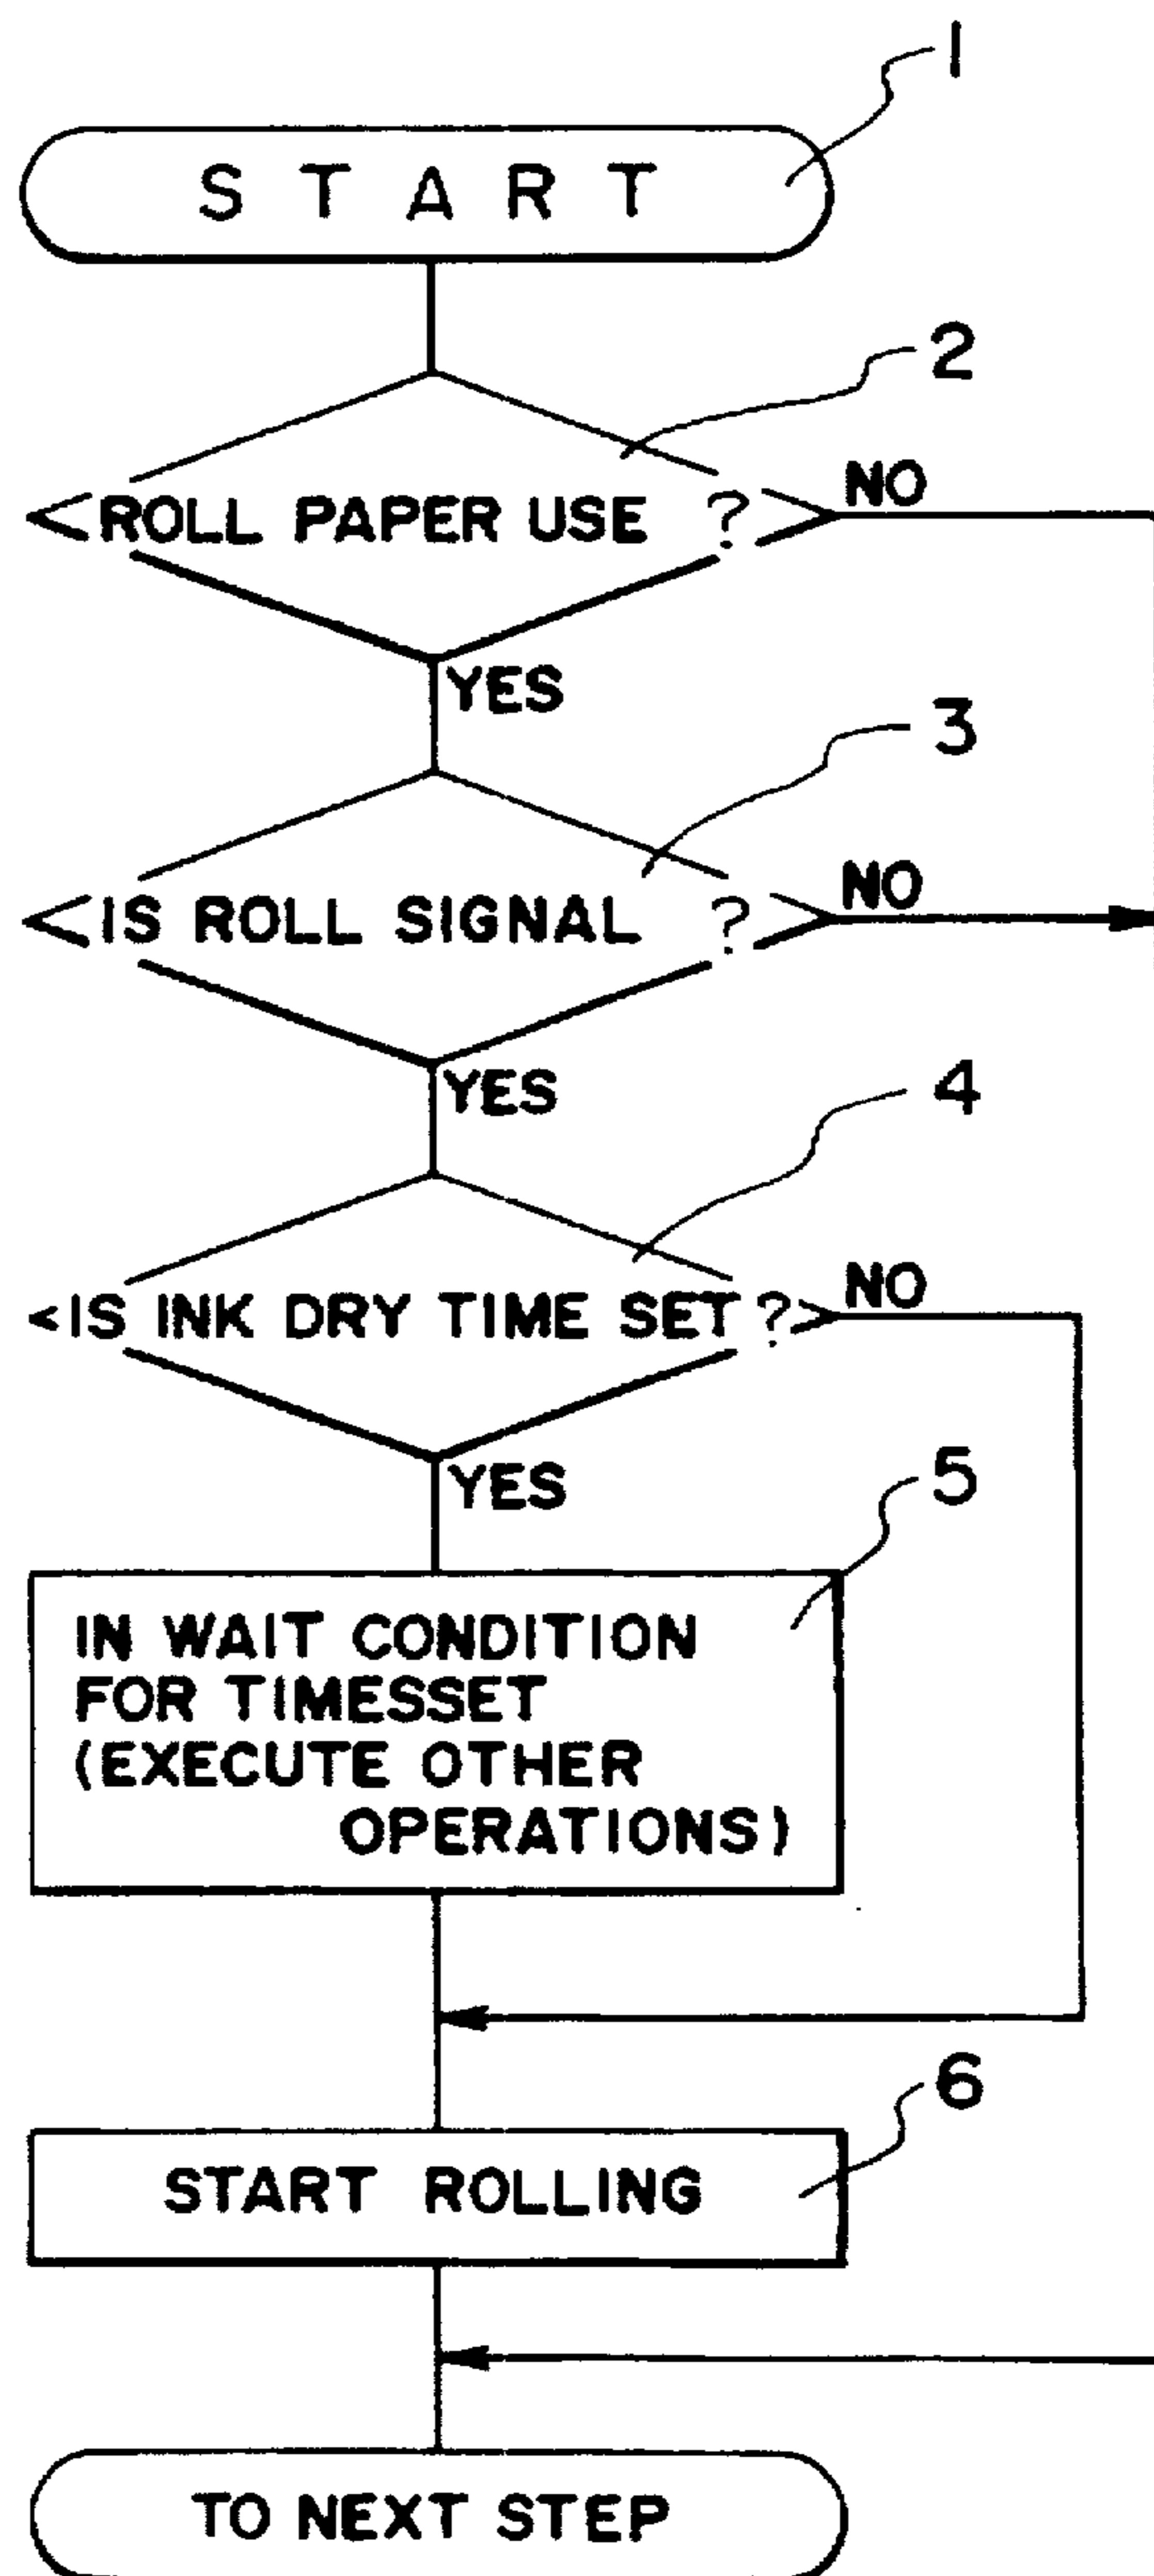 1
S T A R T
2
ROLL PAPER USE ?
NO
YES
3
IS ROLL SIGNAL ?
NO
YES
4
IS INK DRY TIME SET ?
NO
YES
5
IN WAIT CONDITION
FOR TIMESSET
(EXECUTE OTHER
OPERATIONS)
6
START ROLLING
TO NEXT STEP